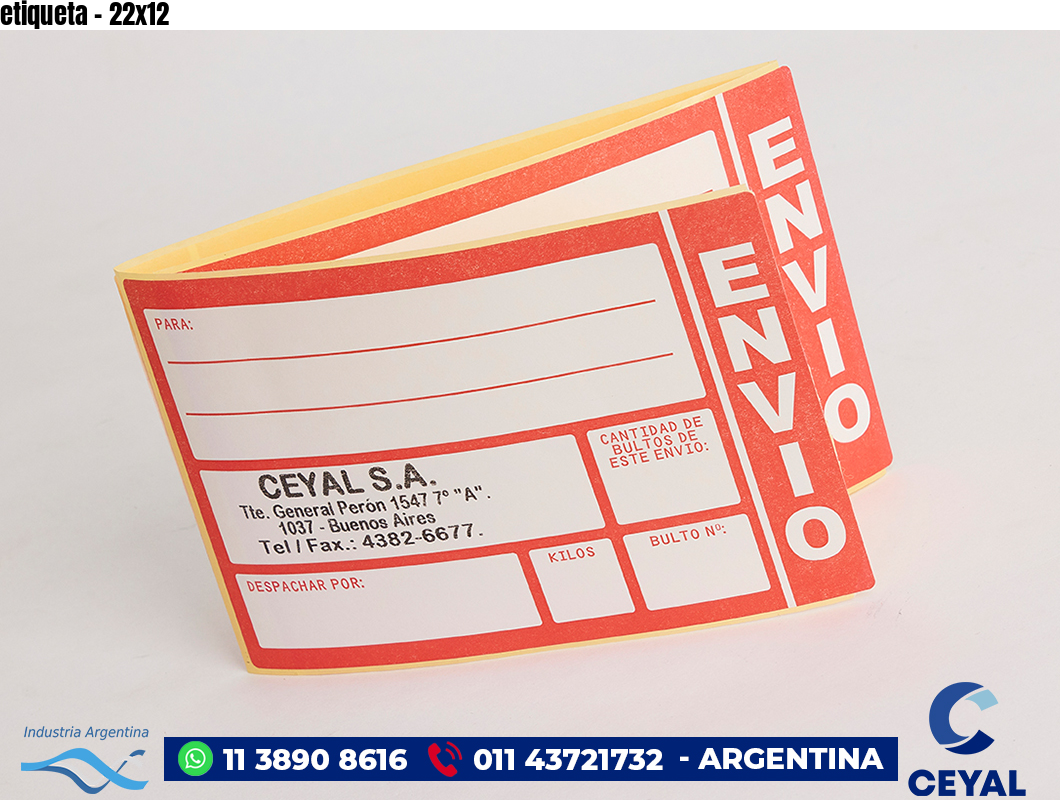 etiqueta - 22x12
ENVIO
PARA:
ENVIO
CANTIDAD DE
BULTOS DE
ESTE ENVIO:
CEYAL S.A.
Tte. General Perón 1547 7º "A".
1037 - Buenos Aires
Tel / Fax.: 4382-6677.
DESPACHAR POR:
KILOS
BULTO Nº:
Industria Argentina
11 3890 8616
011 43721732 - ARGENTINA
CEYAL